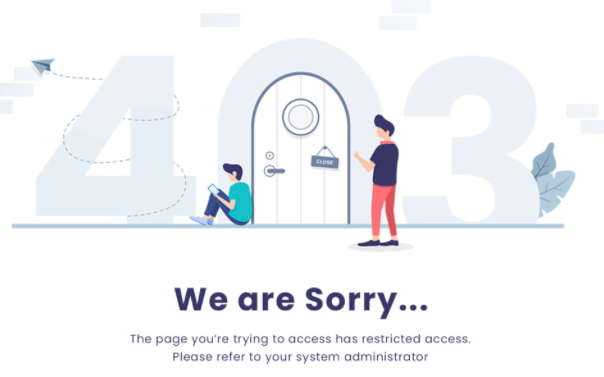 403
CLOSE
We are Sorry...
The page you're trying to access has restricted access.
Please refer to your system administrator